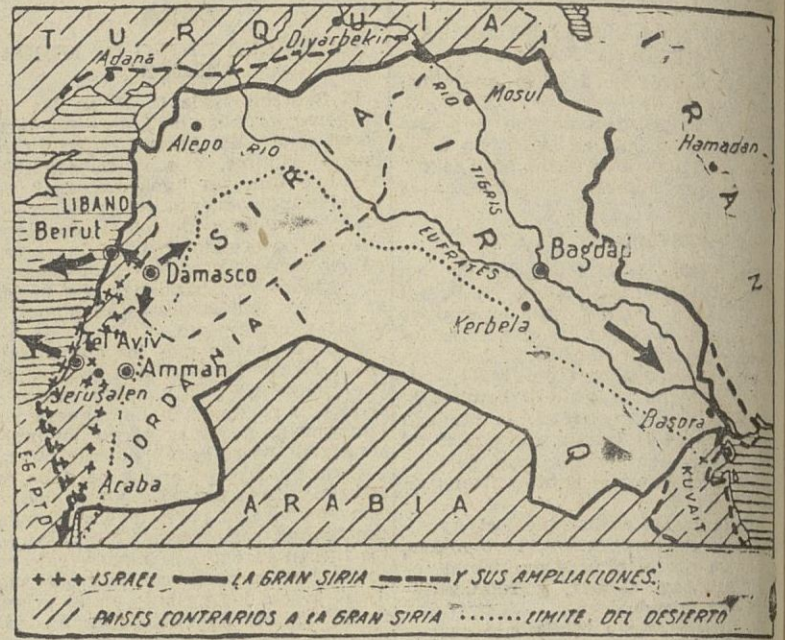 TURQUIA
Adana
Diyarbekir
RIO
Mosul
IRAN
Hamadan
Alepo
RIO
LIBANO
Beirut
SIRIA
TIGRIS
EUFRATES
Bagdad
IRAQ
Damasco
Kerbela
Tel Aviv
Amman
Yerusalen
JORDANIA
Basora
EGIPTO
Acaba
ARABIA
KUVAIT
+++ ISRAEL LA GRAN SIRIA Y SUS AMPLIACIONES.
/// PAISES CONTRARIOS A LA GRAN SIRIA ........ LIMITE DEL DESIERTO